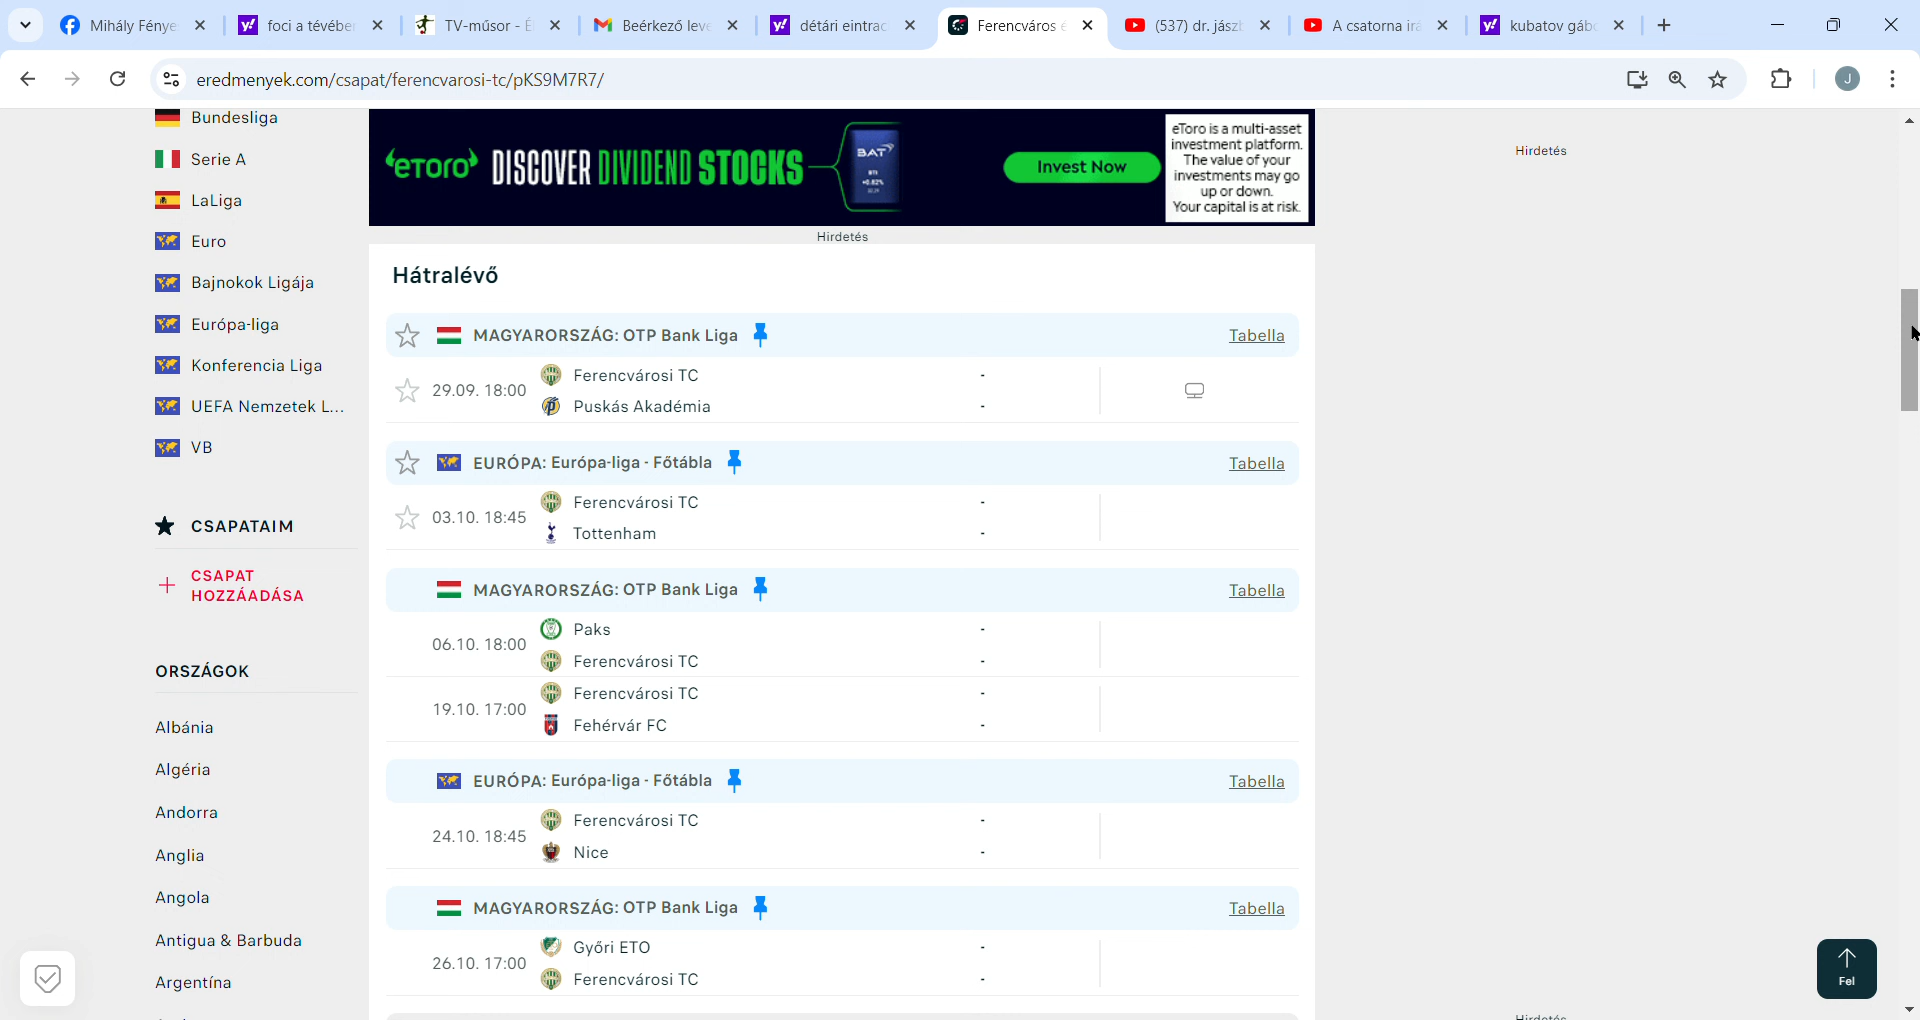 Mihály Fénye
foci a tévébe
TV-műsor - É
Beérkező leve
détári eintrac
Ferencváros e
(537) dr. jász
A csatorna irá
kubatov gáb
eredmenyek.com/csapat/ferencvarosi-tc/pKS9M7R7/
J
Bundesliga
Serie A
LaLiga
Euro
Bajnokok Ligája
Európa-liga
Konferencia Liga
UEFA Nemzetek L...
VB
CSAPATAIM
CSAPAT
HOZZÁADÁSA
ORSZÁGOK
Albánia
Algéria
Andorra
Anglia
Angola
Antigua & Barbuda
Argentína
eToro DISCOVER DIVIDEND STOCKS
BAT
Invest Now
eToro is a multi-asset
investment platform.
The value of your
investments may go
up or down.
Your capital is at risk.
Hirdetés
Hátralévő
MAGYARORSZÁG: OTP Bank Liga Tabella
29.09. 18:00
Ferencvárosi TC -
Puskás Akadémia -
EURÓPA: Európa-liga - Főtábla Tabella
03.10. 18:45
Ferencvárosi TC -
Tottenham -
MAGYARORSZÁG: OTP Bank Liga Tabella
06.10. 18:00
Paks -
Ferencvárosi TC -
19.10. 17:00
Ferencvárosi TC -
Fehérvár FC -
EURÓPA: Európa-liga - Főtábla Tabella
24.10. 18:45
Ferencvárosi TC -
Nice -
MAGYARORSZÁG: OTP Bank Liga Tabella
26.10. 17:00
Győri ETO -
Ferencvárosi TC -
Hirdetés
Fel
Hirdetés